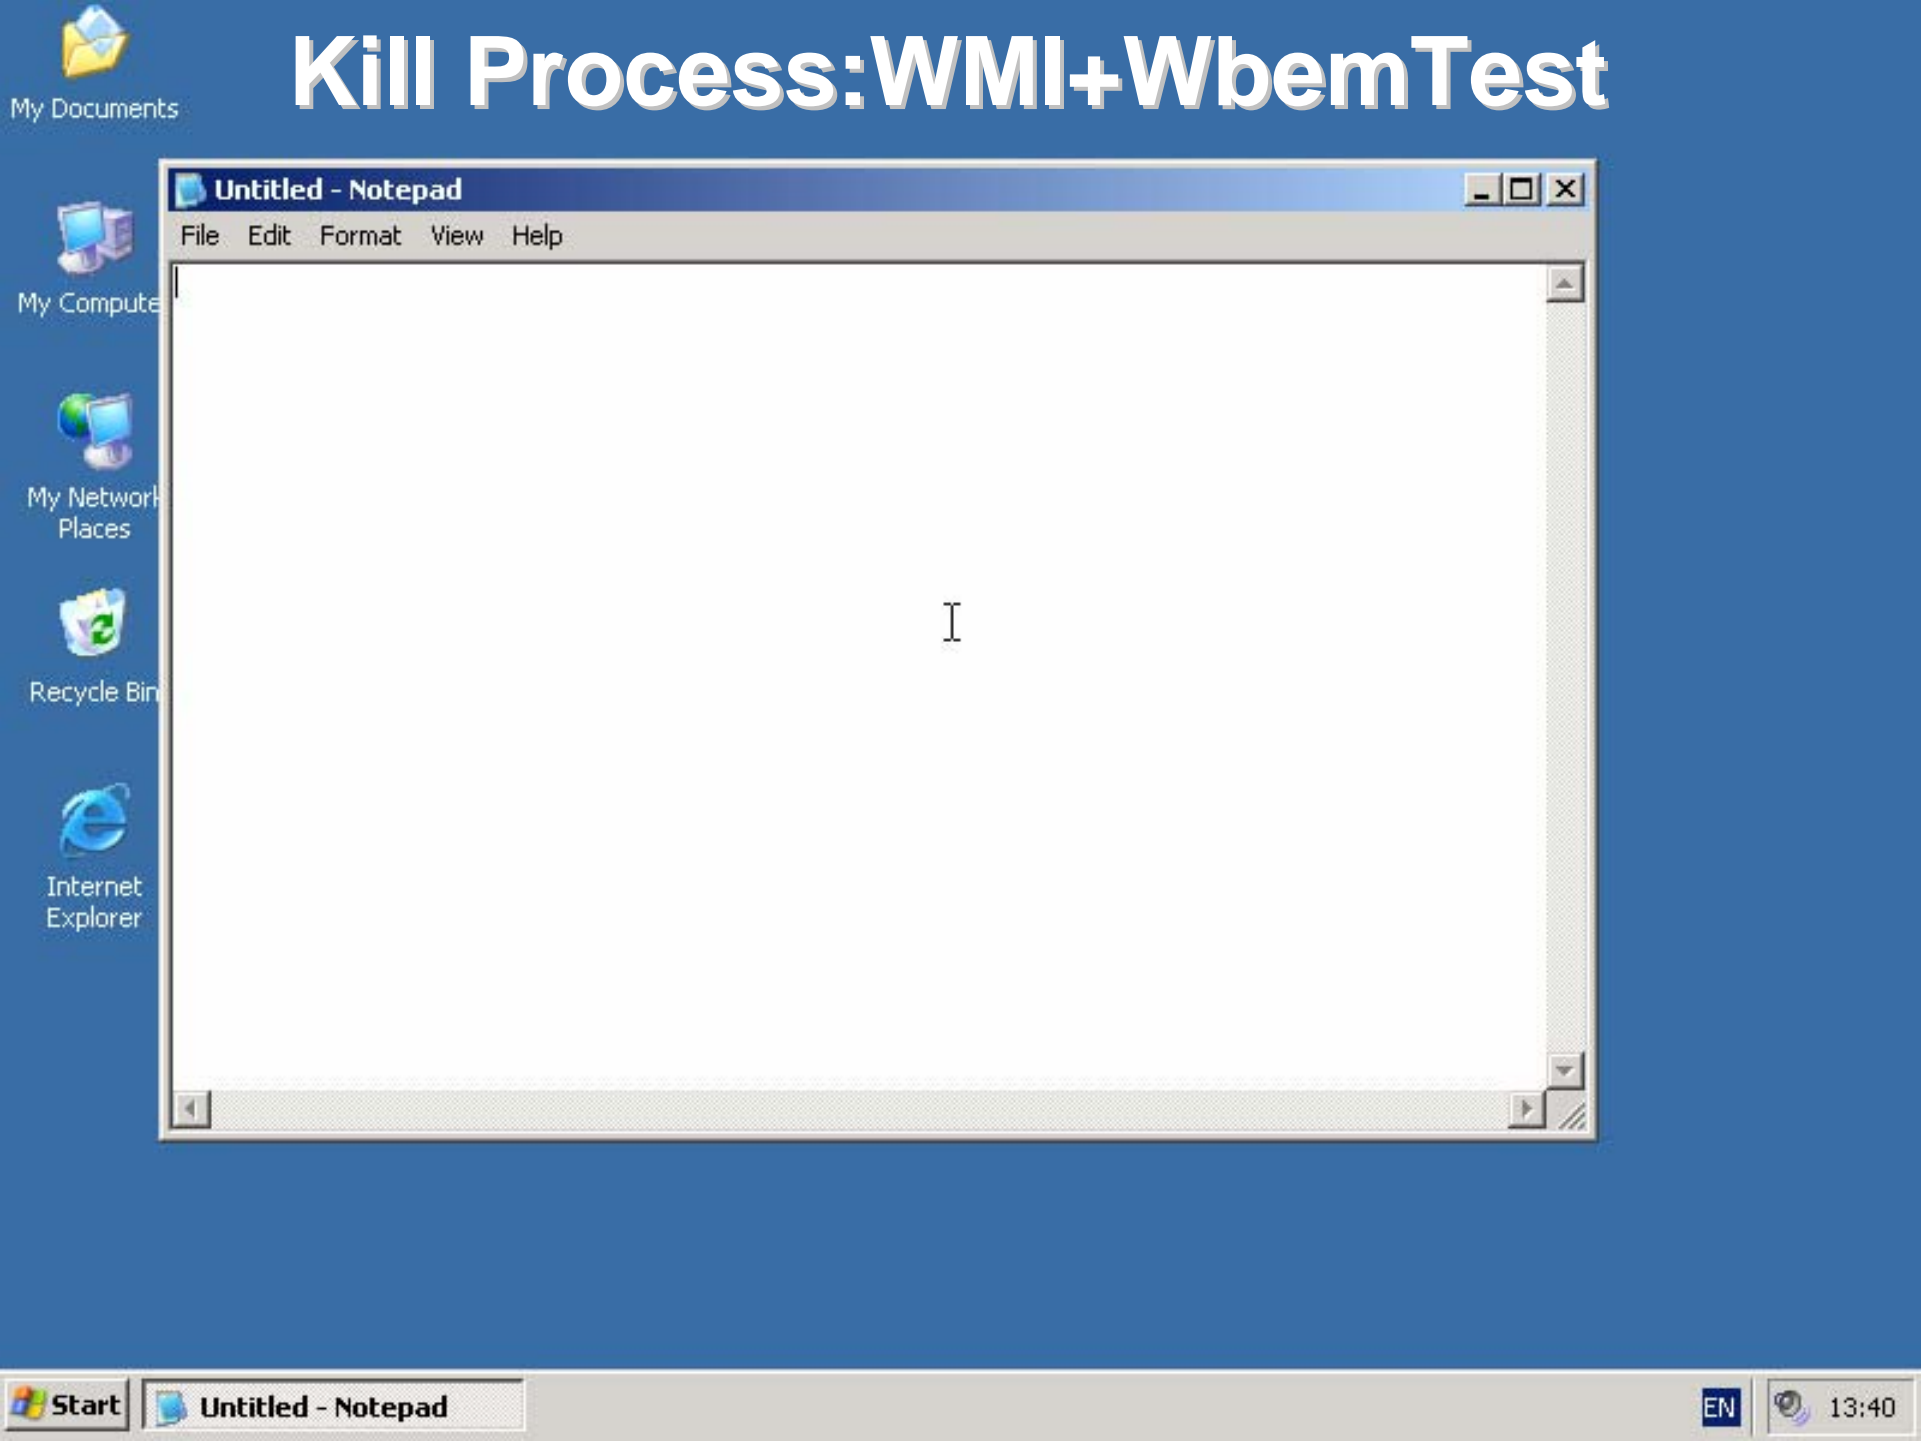 Kill Process:WMI+WbemTest
My Documents
Untitled - Notepad
File Edit Format View Help
My Compute
My Network
Places
Recycle Bin
Internet
Explorer
Start
Untitled - Notepad
EN
13:40